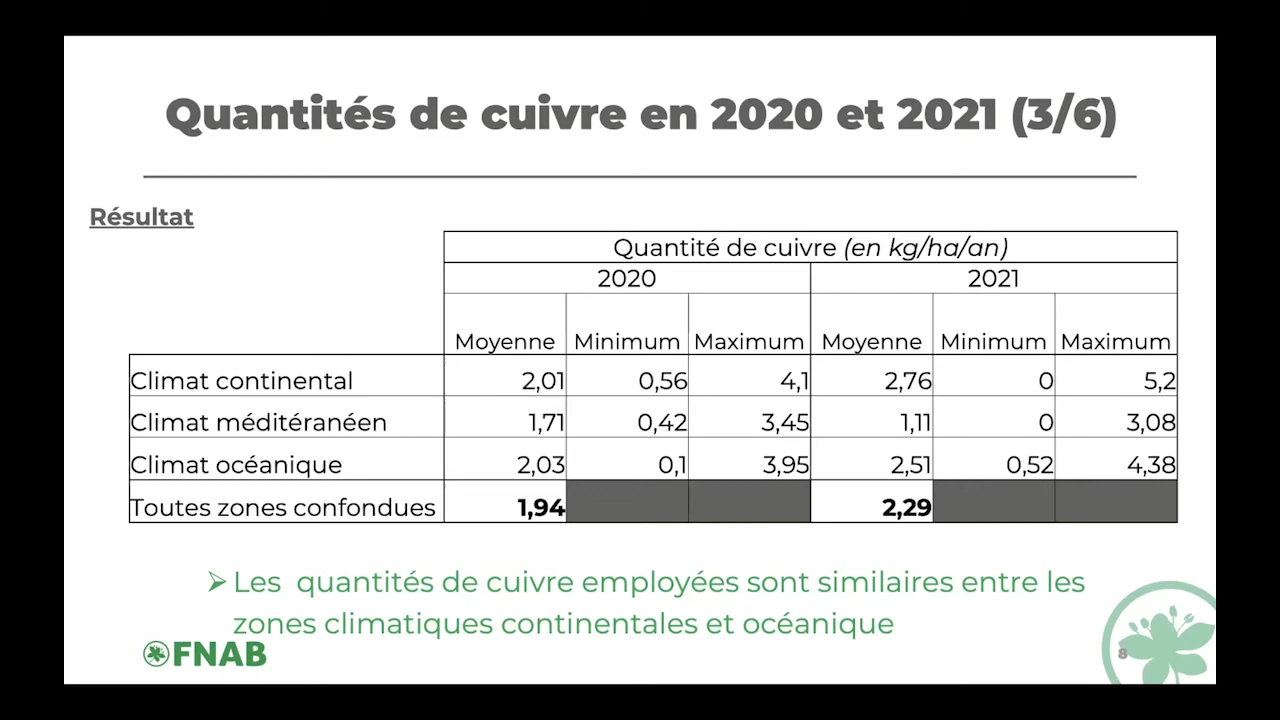 Quantités de cuivre en 2020 et 2021 (3/6)
Résultat
Quantité de cuivre (en kg/ha/an)
2020 2021
Moyenne Minimum Maximum Moyenne Minimum Maximum
Climat continental 2,01 0,56 4,1 2,76 0 5,2
Climat méditéranéen 1,71 0,42 3,45 1,11 0 3,08
Climat océanique 2,03 0,1 3,95 2,51 0,52 4,38
Toutes zones confondues 1,94 2,29
➢ Les quantités de cuivre employées sont similaires entre les
zones climatiques continentales et océanique
FNAB
8